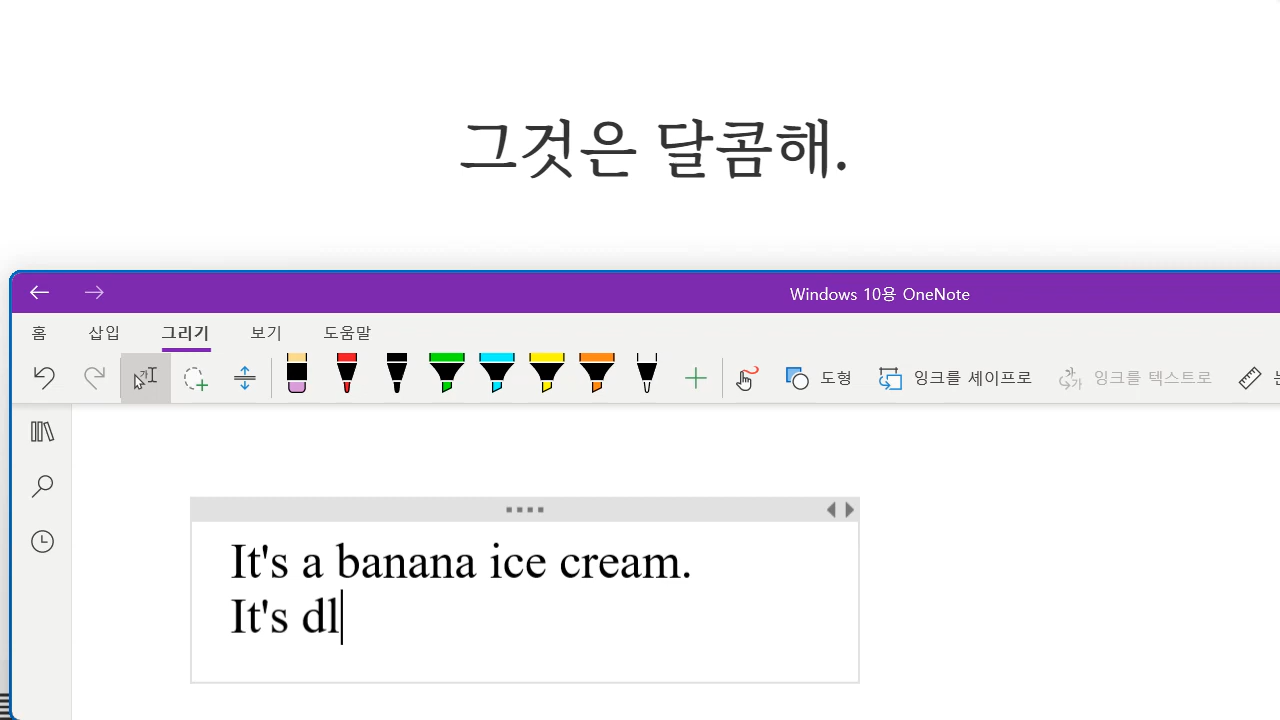 그것은 달콤해.
Windows 10용 OneNote
홈 삽입 그리기 보기 도움말
도형 잉크를 셰이프로 잉크를 텍스트로
It's a banana ice cream.
It's dl